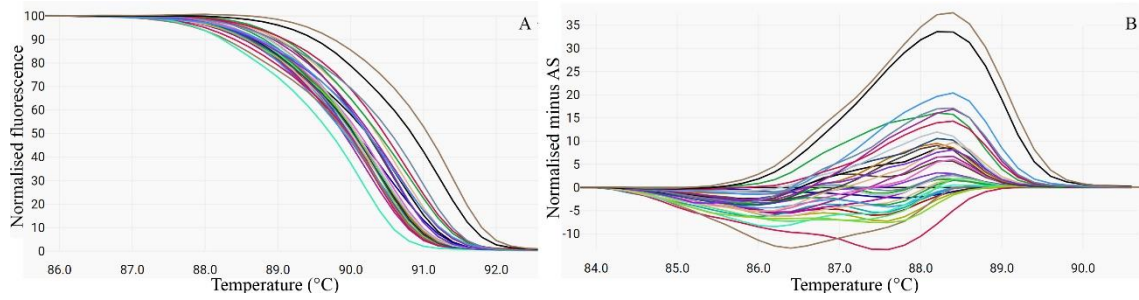 A
Normalised fluorescence
100
90
80
70
60
50
40
30
20
10
0
86.0 87.0 88.0 89.0 90.0 91.0 92.0
Temperature (°C)
B
Normalised minus AS
35
30
25
20
15
10
5
0
-5
-10
84.0 85.0 86.0 87.0 88.0 89.0 90.0
Temperature (°C)